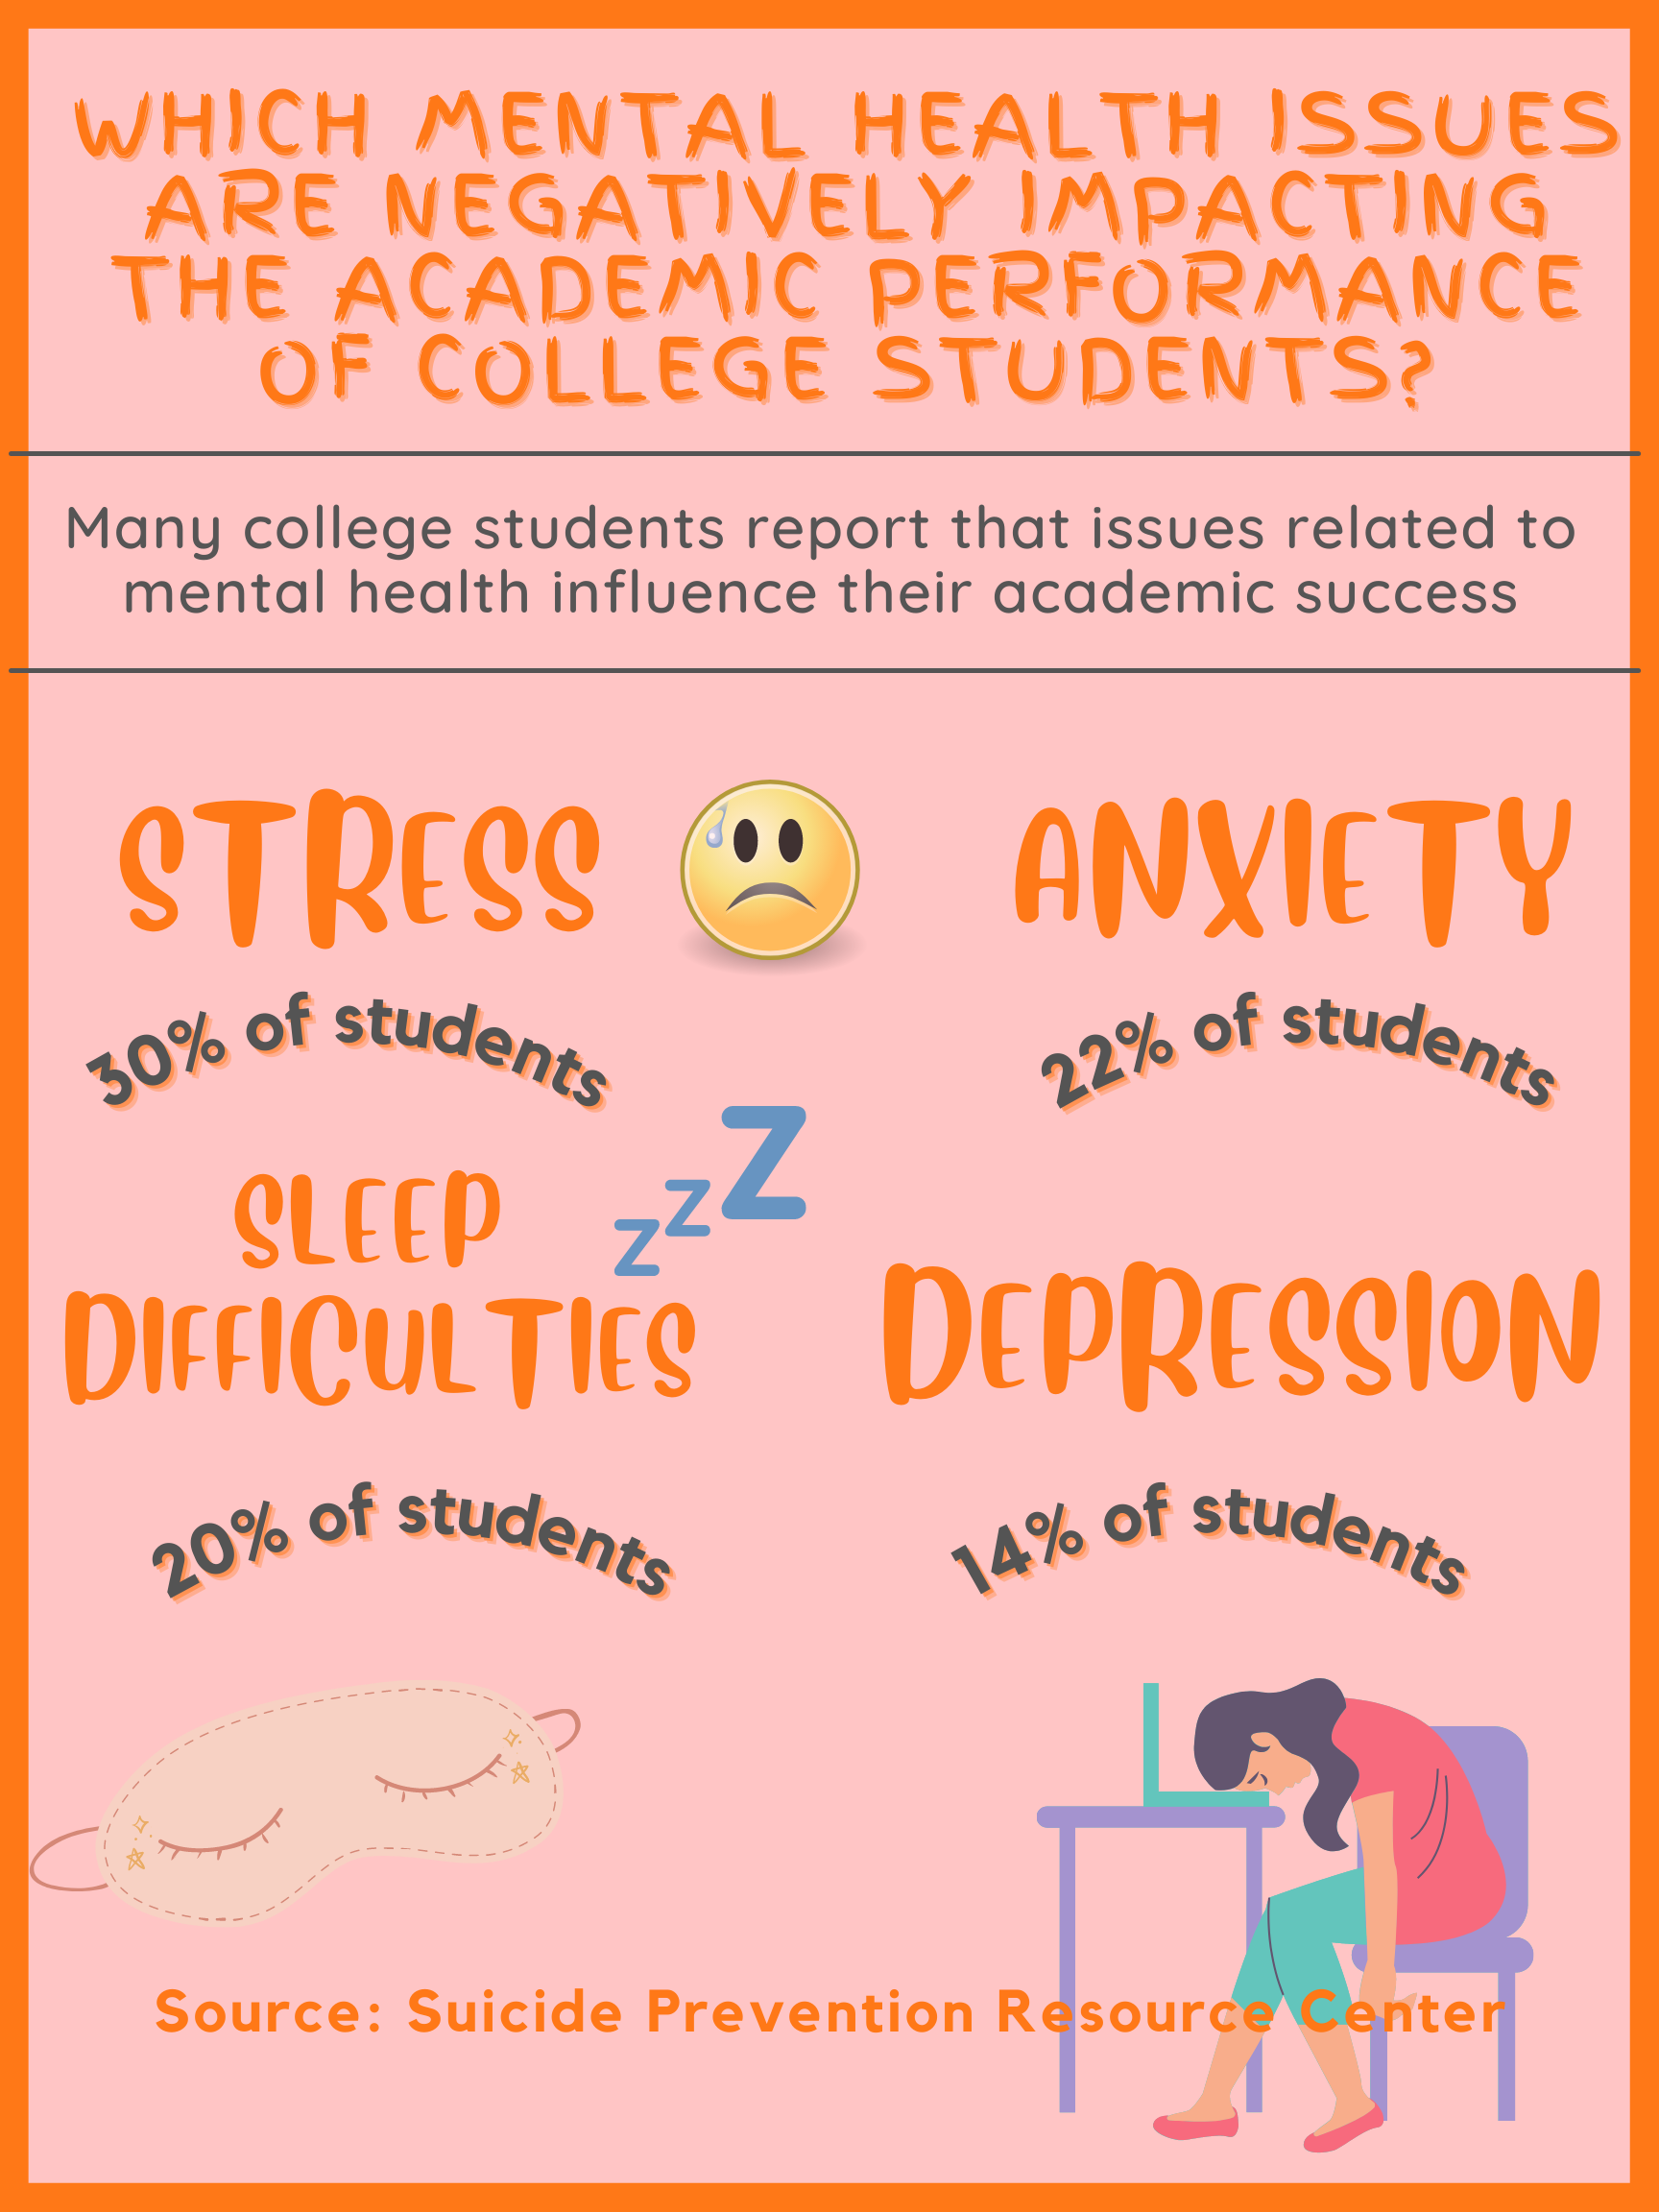 WHICH MENTAL HEALTH ISSUES
ARE NEGATIVELY IMPACTING
THE ACADEMIC PERFORMANCE
OF COLLEGE STUDENTS?
Many college students report that issues related to
mental health influence their academic success
STRESS
30% of students
ANXIETY
22% of students
zzZ
SLEEP
DIFFICULTIES
20% of students
DEPRESSION
14% of students
Source: Suicide Prevention Resource Center